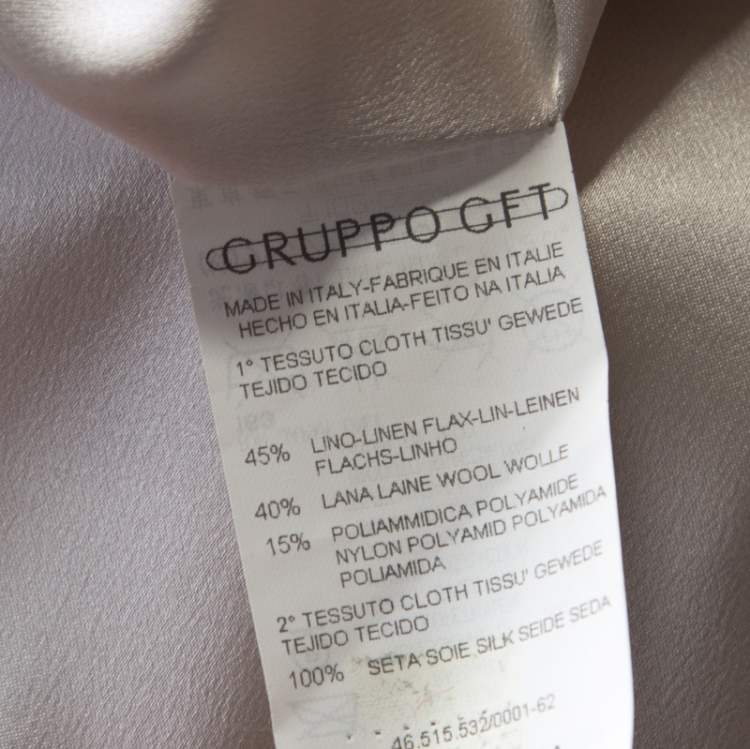 GRUPPO GFT
MADE IN ITALY-FABRIQUE EN ITALIE
HECHO EN ITALIA-FEITO NA ITALIA
1° TESSUTO CLOTH TISSU' GEWEDE
TEJIDO TECIDO
45% LINO-LINEN FLAX-LIN-LEINEN
FLACHS-LINHO
40% LANA LAINE WOOL WOLLE
15% POLIAMMIDICA POLYAMIDE
NYLON POLYAMID POLYAMIDA
POLIAMIDA
2° TESSUTO CLOTH TISSU' GEWEDE
TEJIDO TECIDO
100% SETA SOIE SILK SEIDE SEDA
46.515.532/0001-62